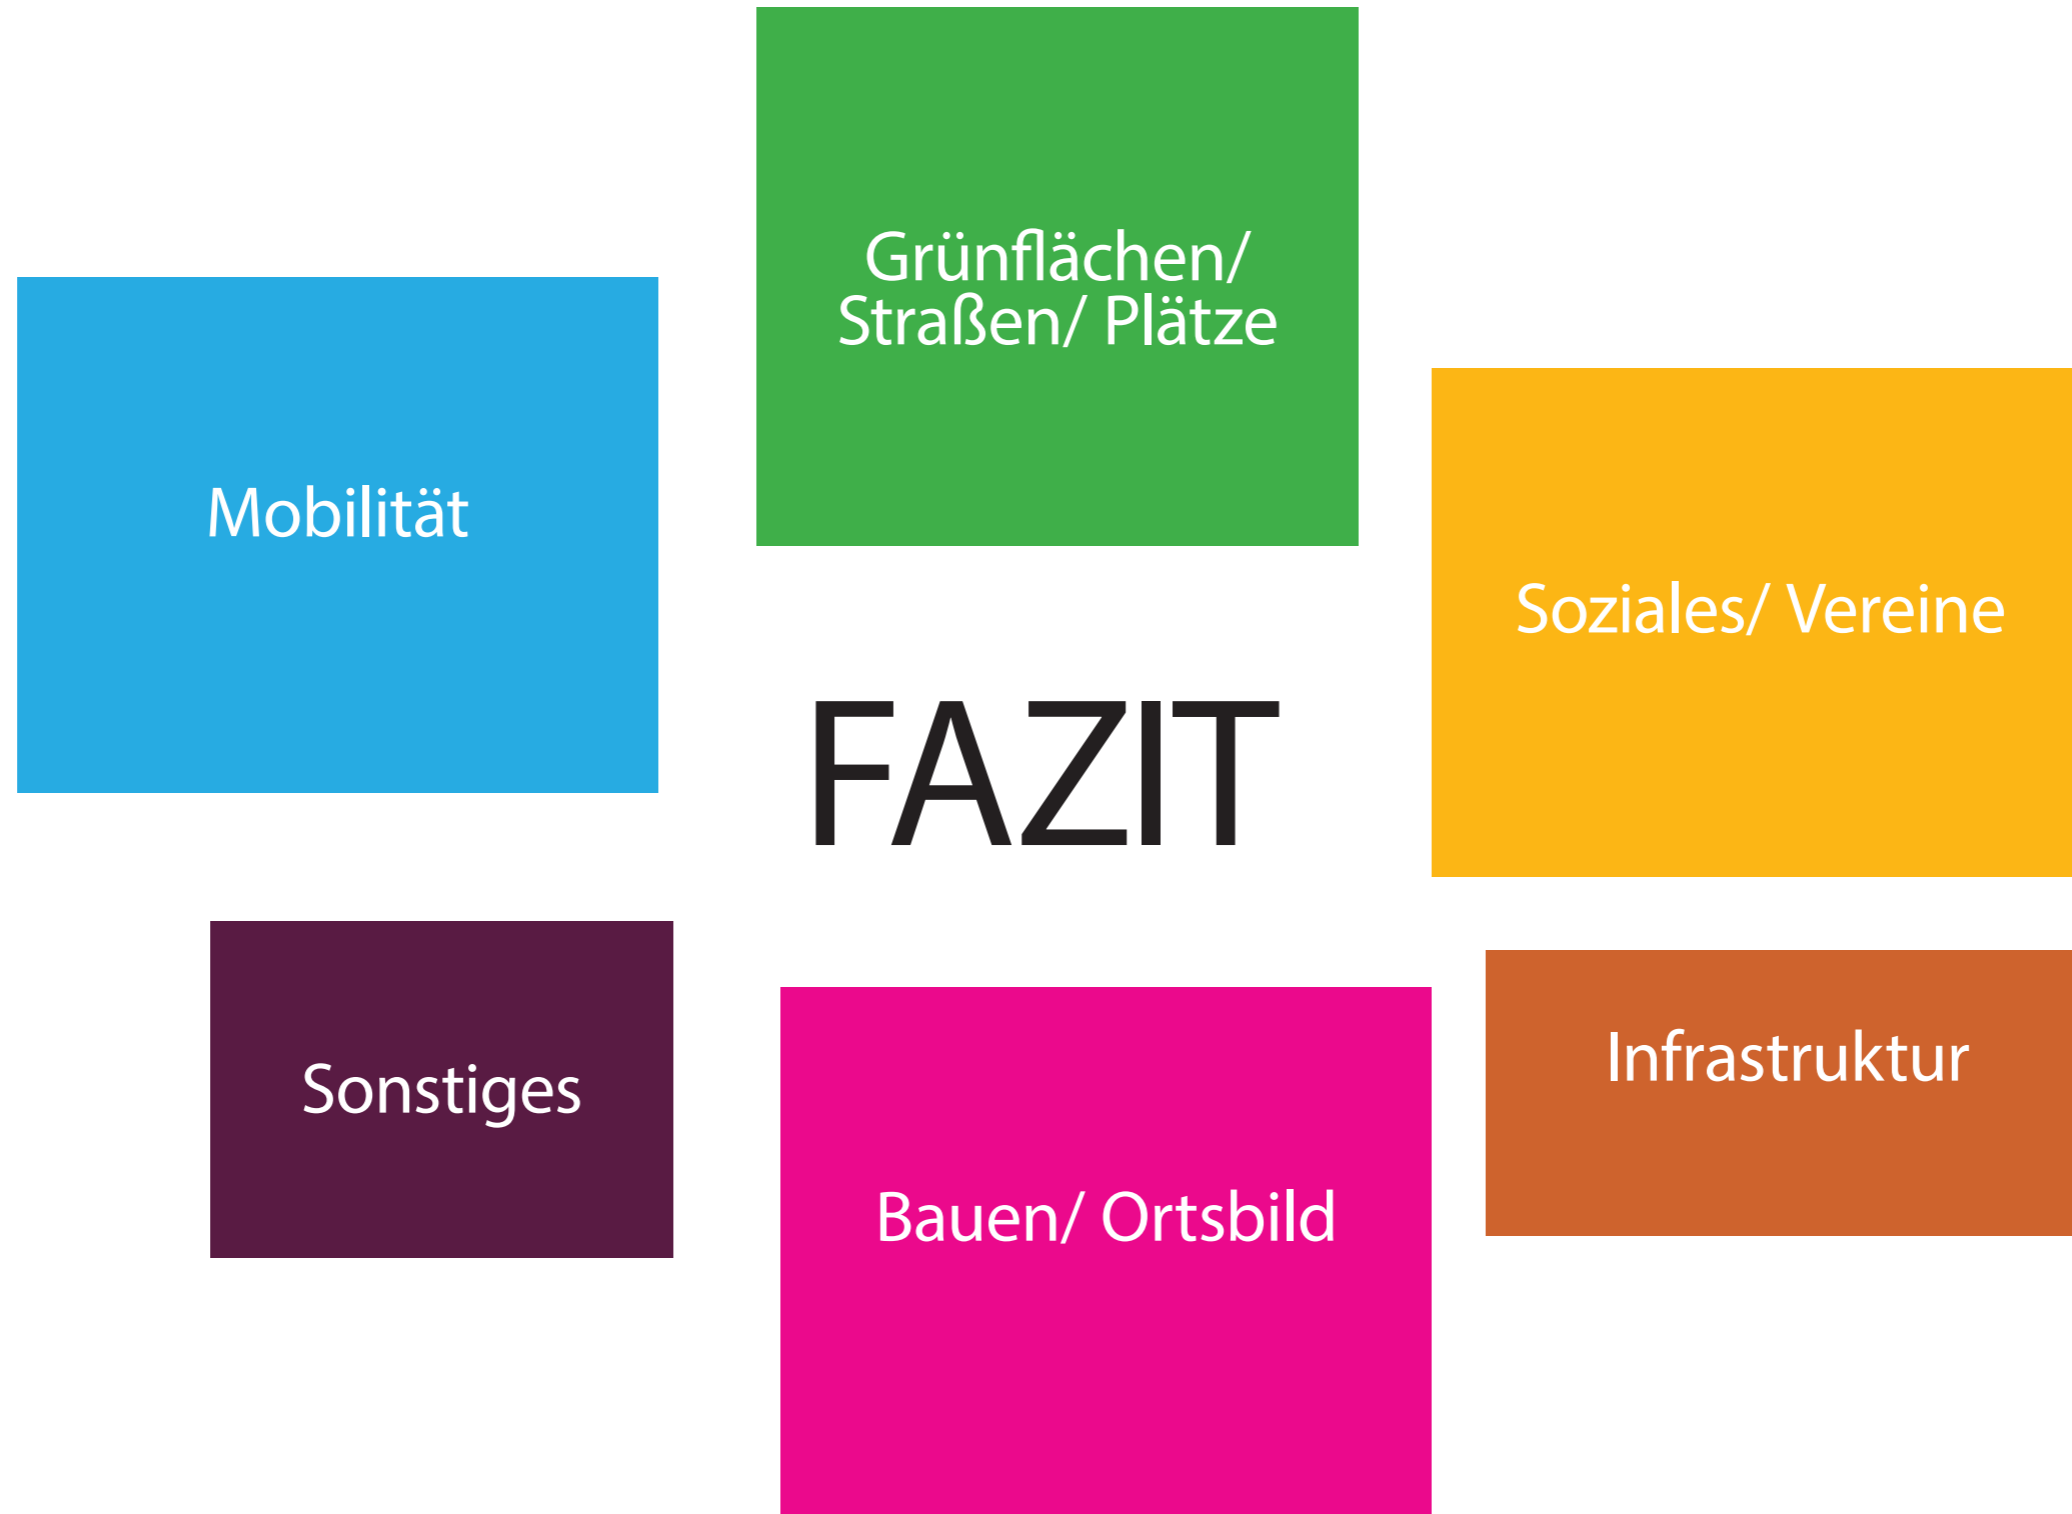 Grünflächen/
Straßen/ Plätze
Mobilität
Soziales/ Vereine
FAZIT
Sonstiges
Infrastruktur
Bauen/ Ortsbild